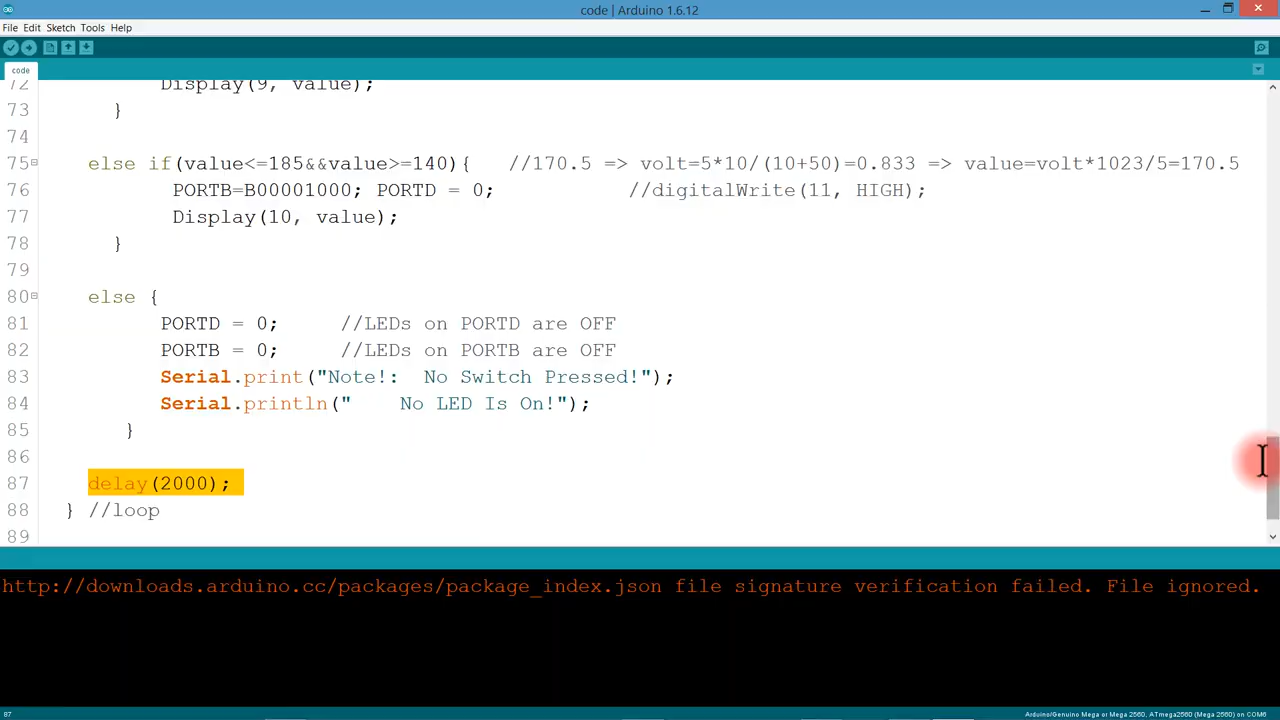 code | Arduino 1.6.12
File Edit Sketch Tools Help
code
72 Display(9, value);
73 }
74
75 else if(value<=185&&value>=140){ //170.5 => volt=5*10/(10+50)=0.833 => value=volt*1023/5=170.5
76 PORTB=B00001000; PORTD = 0; //digitalWrite(11, HIGH);
77 Display(10, value);
78 }
79
80 else {
81 PORTD = 0; //LEDs on PORTD are OFF
82 PORTB = 0; //LEDs on PORTB are OFF
83 Serial.print("Note!:  No Switch Pressed!");
84 Serial.println("    No LED Is On!");
85 }
86
87 delay(2000);
88 } //loop
89
http://downloads.arduino.cc/packages/package_index.json file signature verification failed. File ignored.
87 Arduino/Genuino Mega or Mega 2560, ATmega2560 (Mega 2560) on COM6